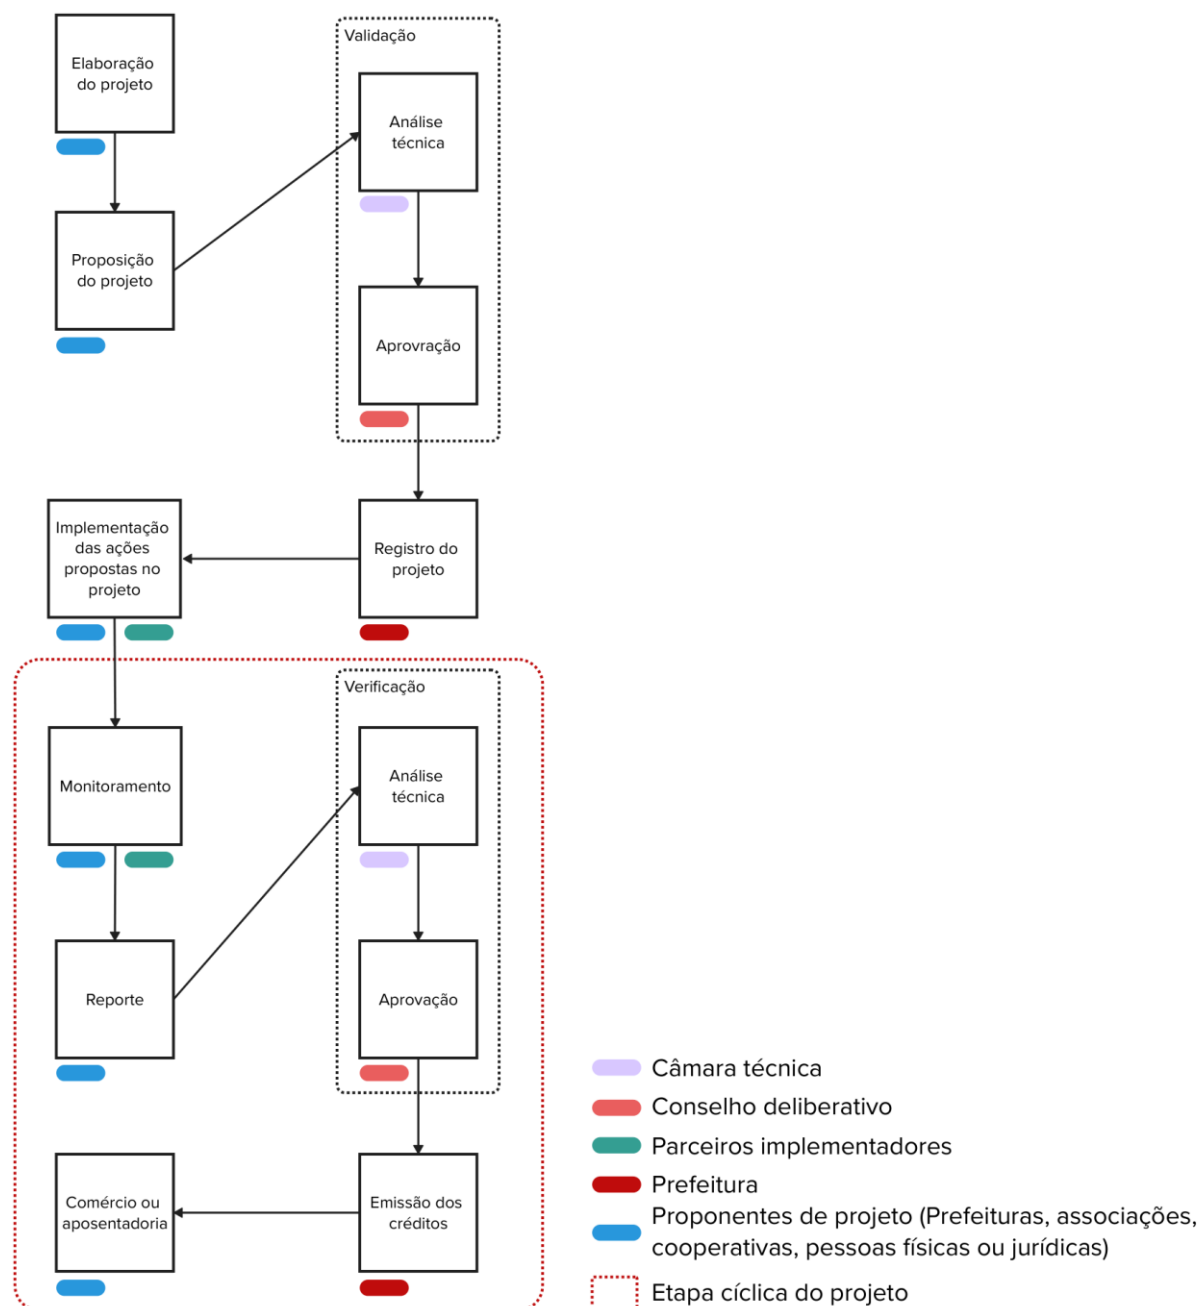 Elaboração
do projeto
Proposição
do projeto
Validação
Análise
técnica
Aprovração
Registro do
projeto
Implementação
das ações
propostas no
projeto
Monitoramento
Reporte
Verificação
Análise
técnica
Aprovação
Emissão dos
créditos
Comércio ou
aposentadoria
Câmara técnica
Conselho deliberativo
Parceiros implementadores
Prefeitura
Proponentes de projeto (Prefeituras, associações,
cooperativas, pessoas físicas ou jurídicas)
Etapa cíclica do projeto